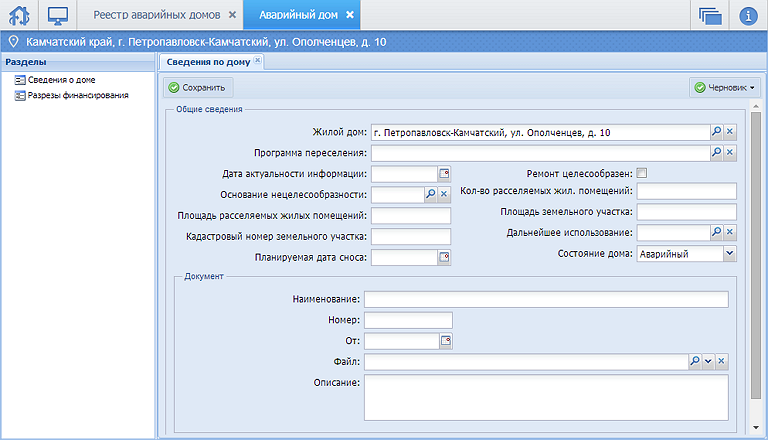 Реестр аварийных домов
Аварийный дом
Камчатский край, г. Петропавловск-Камчатский, ул. Ополченцев, д. 10
Разделы
Сведения о доме
Разрезы финансирования
Сведения по дому
Сохранить
Черновик
Общие сведения
Жилой дом: г. Петропавловск-Камчатский, ул. Ополченцев, д. 10
Программа переселения:
Дата актуальности информации:
Ремонт целесообразен:
Основание нецелесообразности:
Кол-во расселяемых жил. помещений:
Площадь расселяемых жилых помещений:
Площадь земельного участка:
Кадастровый номер земельного участка:
Дальнейшее использование:
Планируемая дата сноса:
Состояние дома: Аварийный
Документ
Наименование:
Номер:
От:
Файл:
Описание: